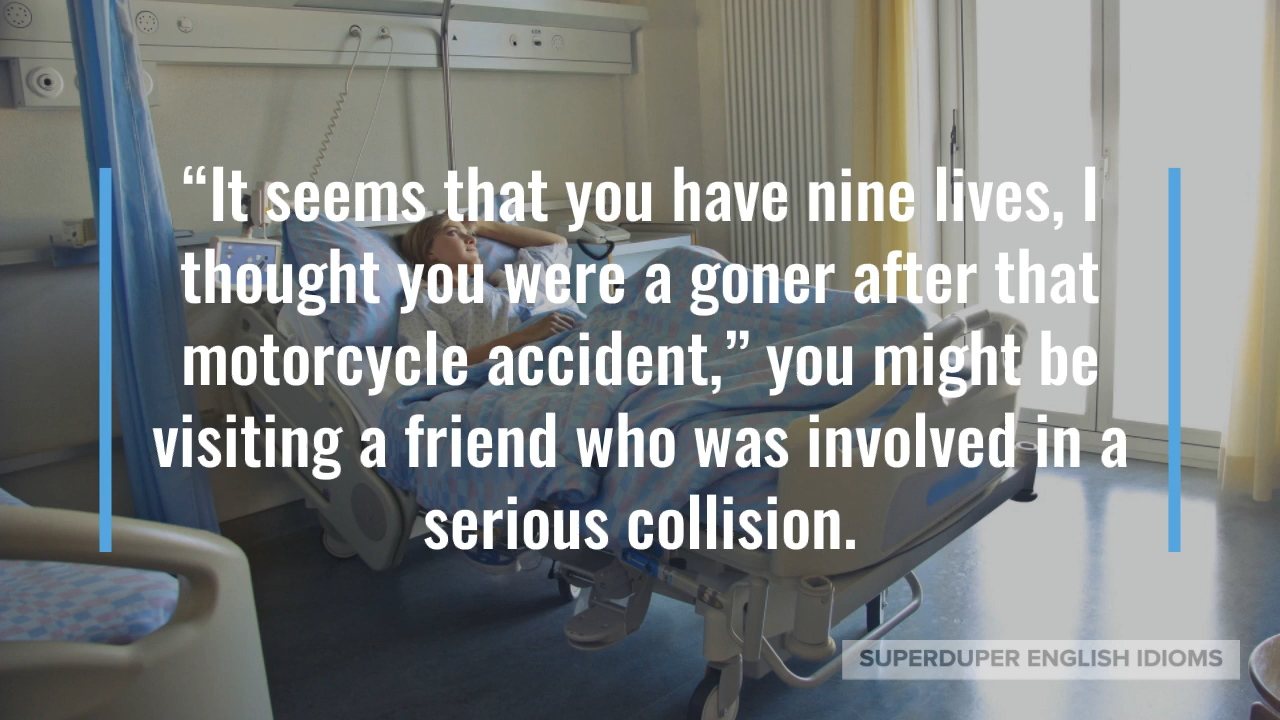 “It seems that you have nine lives, I
thought you were a goner after that
motorcycle accident,” you might be
visiting a friend who was involved in a
serious collision.
SUPERDUPER ENGLISH IDIOMS